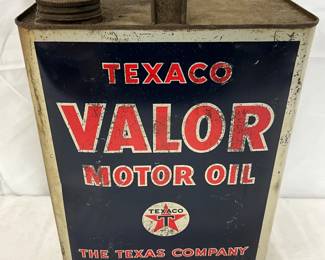 TEXACO
VALOR
MOTOR OIL
TEXACO
T
THE TEXAS COMPANY